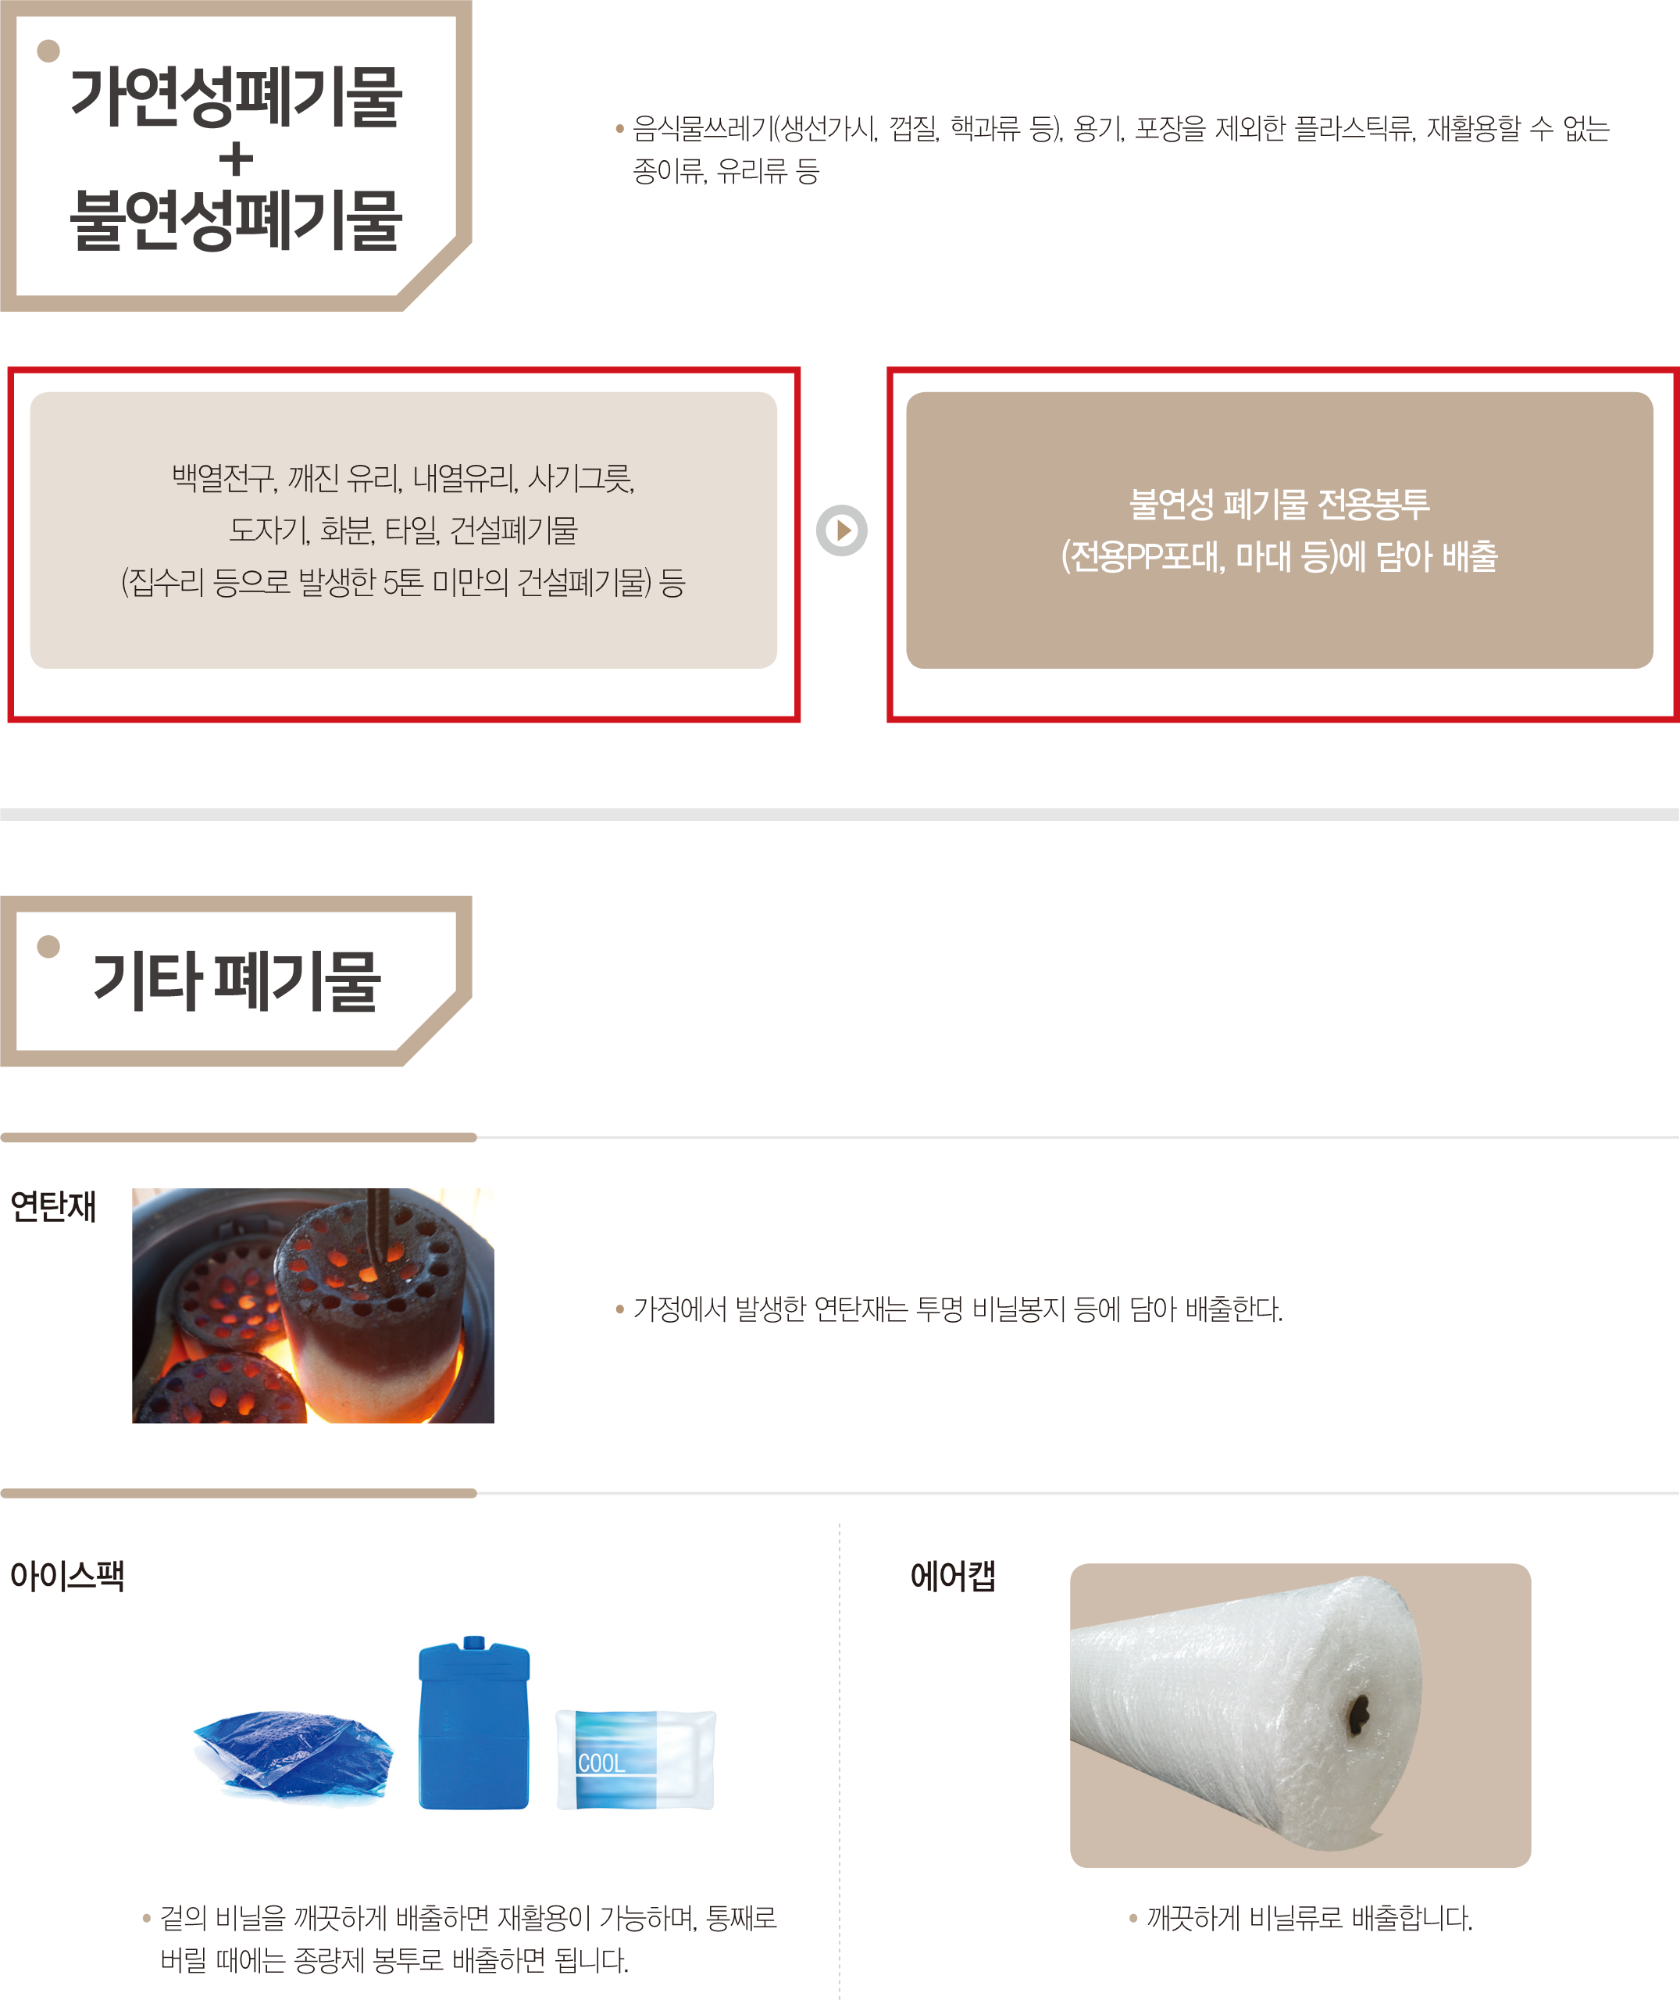 가연성폐기물
+
불연성폐기물
• 음식물쓰레기(생선가시, 껍질, 핵과류 등), 용기, 포장을 제외한 플라스틱류, 재활용할 수 없는
종이류, 유리류 등
백열전구, 깨진 유리, 내열유리, 사기그릇,
도자기, 화분, 타일, 건설폐기물
(집수리 등으로 발생한 5톤 미만의 건설폐기물) 등
불연성 폐기물 전용봉투
(전용PP포대, 마대 등)에 담아 배출
기타 폐기물
연탄재
• 가정에서 발생한 연탄재는 투명 비닐봉지 등에 담아 배출한다.
아이스팩
COOL
• 겉의 비닐을 깨끗하게 배출하면 재활용이 가능하며, 통째로
버릴 때에는 종량제 봉투로 배출하면 됩니다.
에어캡
• 깨끗하게 비닐류로 배출합니다.